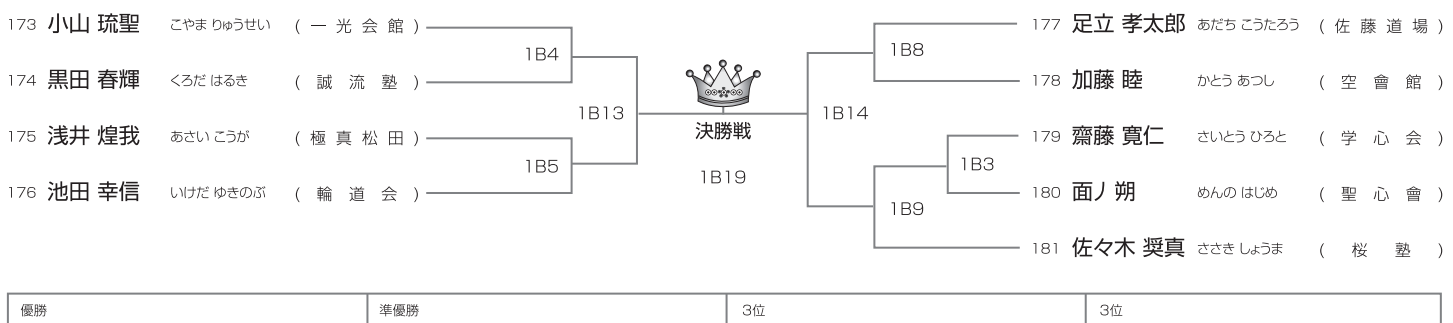 173 小山 琉聖 こやま りゅうせい ( 一 光 会 館 )
174 黒田 春輝 くろだ はるき ( 誠 流 塾 )
175 浅井 煌我 あさい こうが ( 極 真 松 田 )
176 池田 幸信 いけだ ゆきのぶ ( 輪 道 会 )
1B4
1B5
1B13
決勝戦
1B19
1B14
1B8
1B3
1B9
177 足立 孝太郎 あだち こうたろう ( 佐 藤 道 場 )
178 加藤 睦 かとう あつし ( 空 會 館 )
179 齋藤 寛仁 さいとう ひろと ( 学 心 会 )
180 面ノ 朔 めんの はじめ ( 聖 心 會 )
181 佐々木 奨真 ささき しょうま ( 桜 塾 )
優勝 準優勝 3位 3位